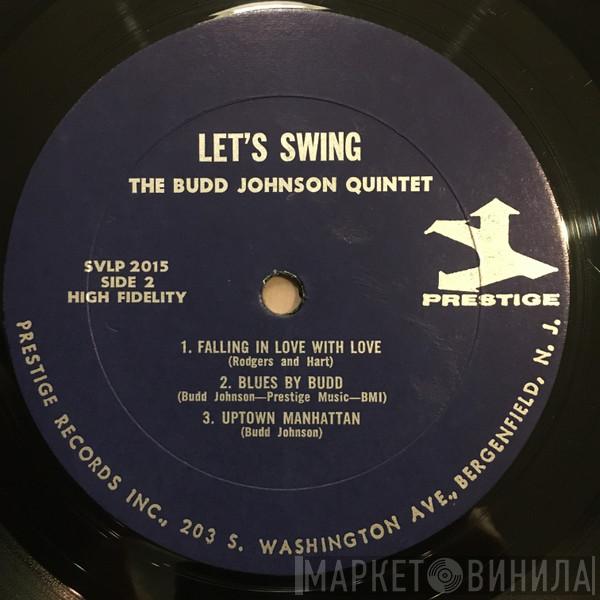 LET'S SWING
THE BUDD JOHNSON QUINTET
SVLP 2015
SIDE 2
HIGH FIDELITY
PRESTIGE
1. FALLING IN LOVE WITH LOVE
(Rodgers and Hart)
2. BLUES BY BUDD
(Budd Johnson—Prestige Music—BMI)
3. UPTOWN MANHATTAN
(Budd Johnson)
PRESTIGE RECORDS INC., 203 S. WASHINGTON AVE., BERGENFIELD, N. J.
МАРКЕТ ВИНИЛА